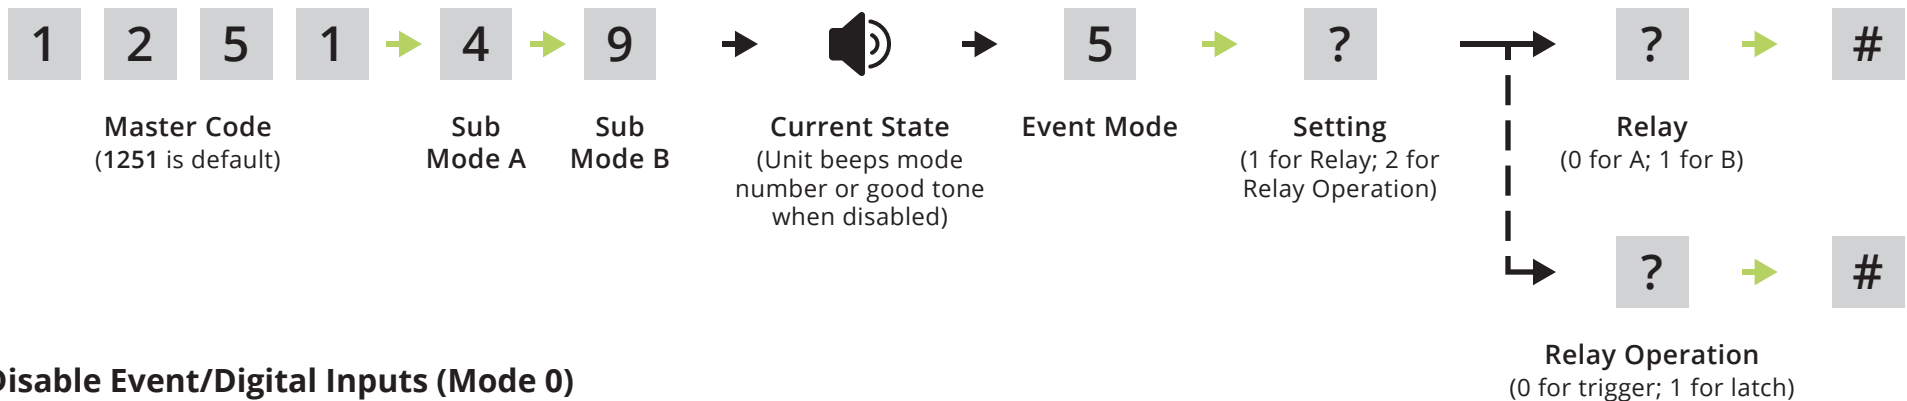 1 2 5 1 4 9 5 ? ? #
Master Code
(1251 is default)
Sub
Mode A
Sub
Mode B
Current State
(Unit beeps mode
number or good tone
when disabled)
Event Mode
Setting
(1 for Relay; 2 for
Relay Operation)
Relay
(0 for A; 1 for B)
? #
Relay Operation
(0 for trigger; 1 for latch)
Disable Event/Digital Inputs (Mode 0)